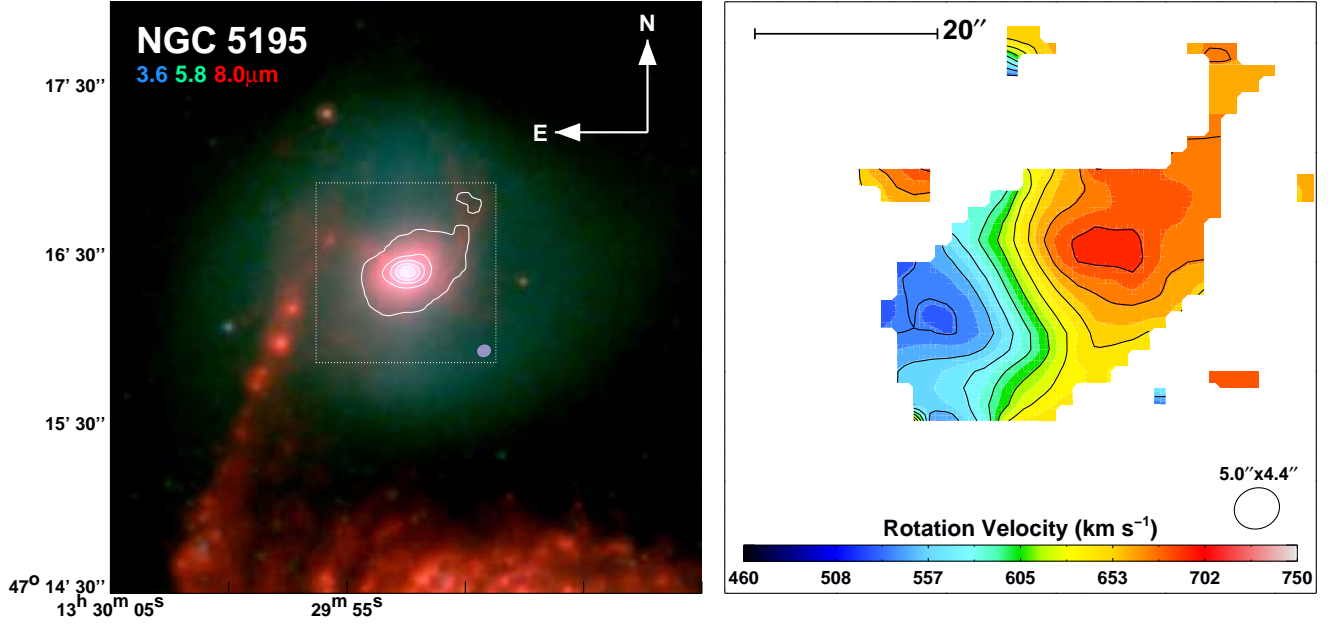 NGC 5195
3.6 5.8 8.0μm
N
E
17' 30''
16' 30''
15' 30''
47° 14' 30''
13ʰ 30ᵐ 05ˢ
29ᵐ 55ˢ
20''
5.0''x4.4''
Rotation Velocity (km s⁻¹)
460 508 557 605 653 702 750